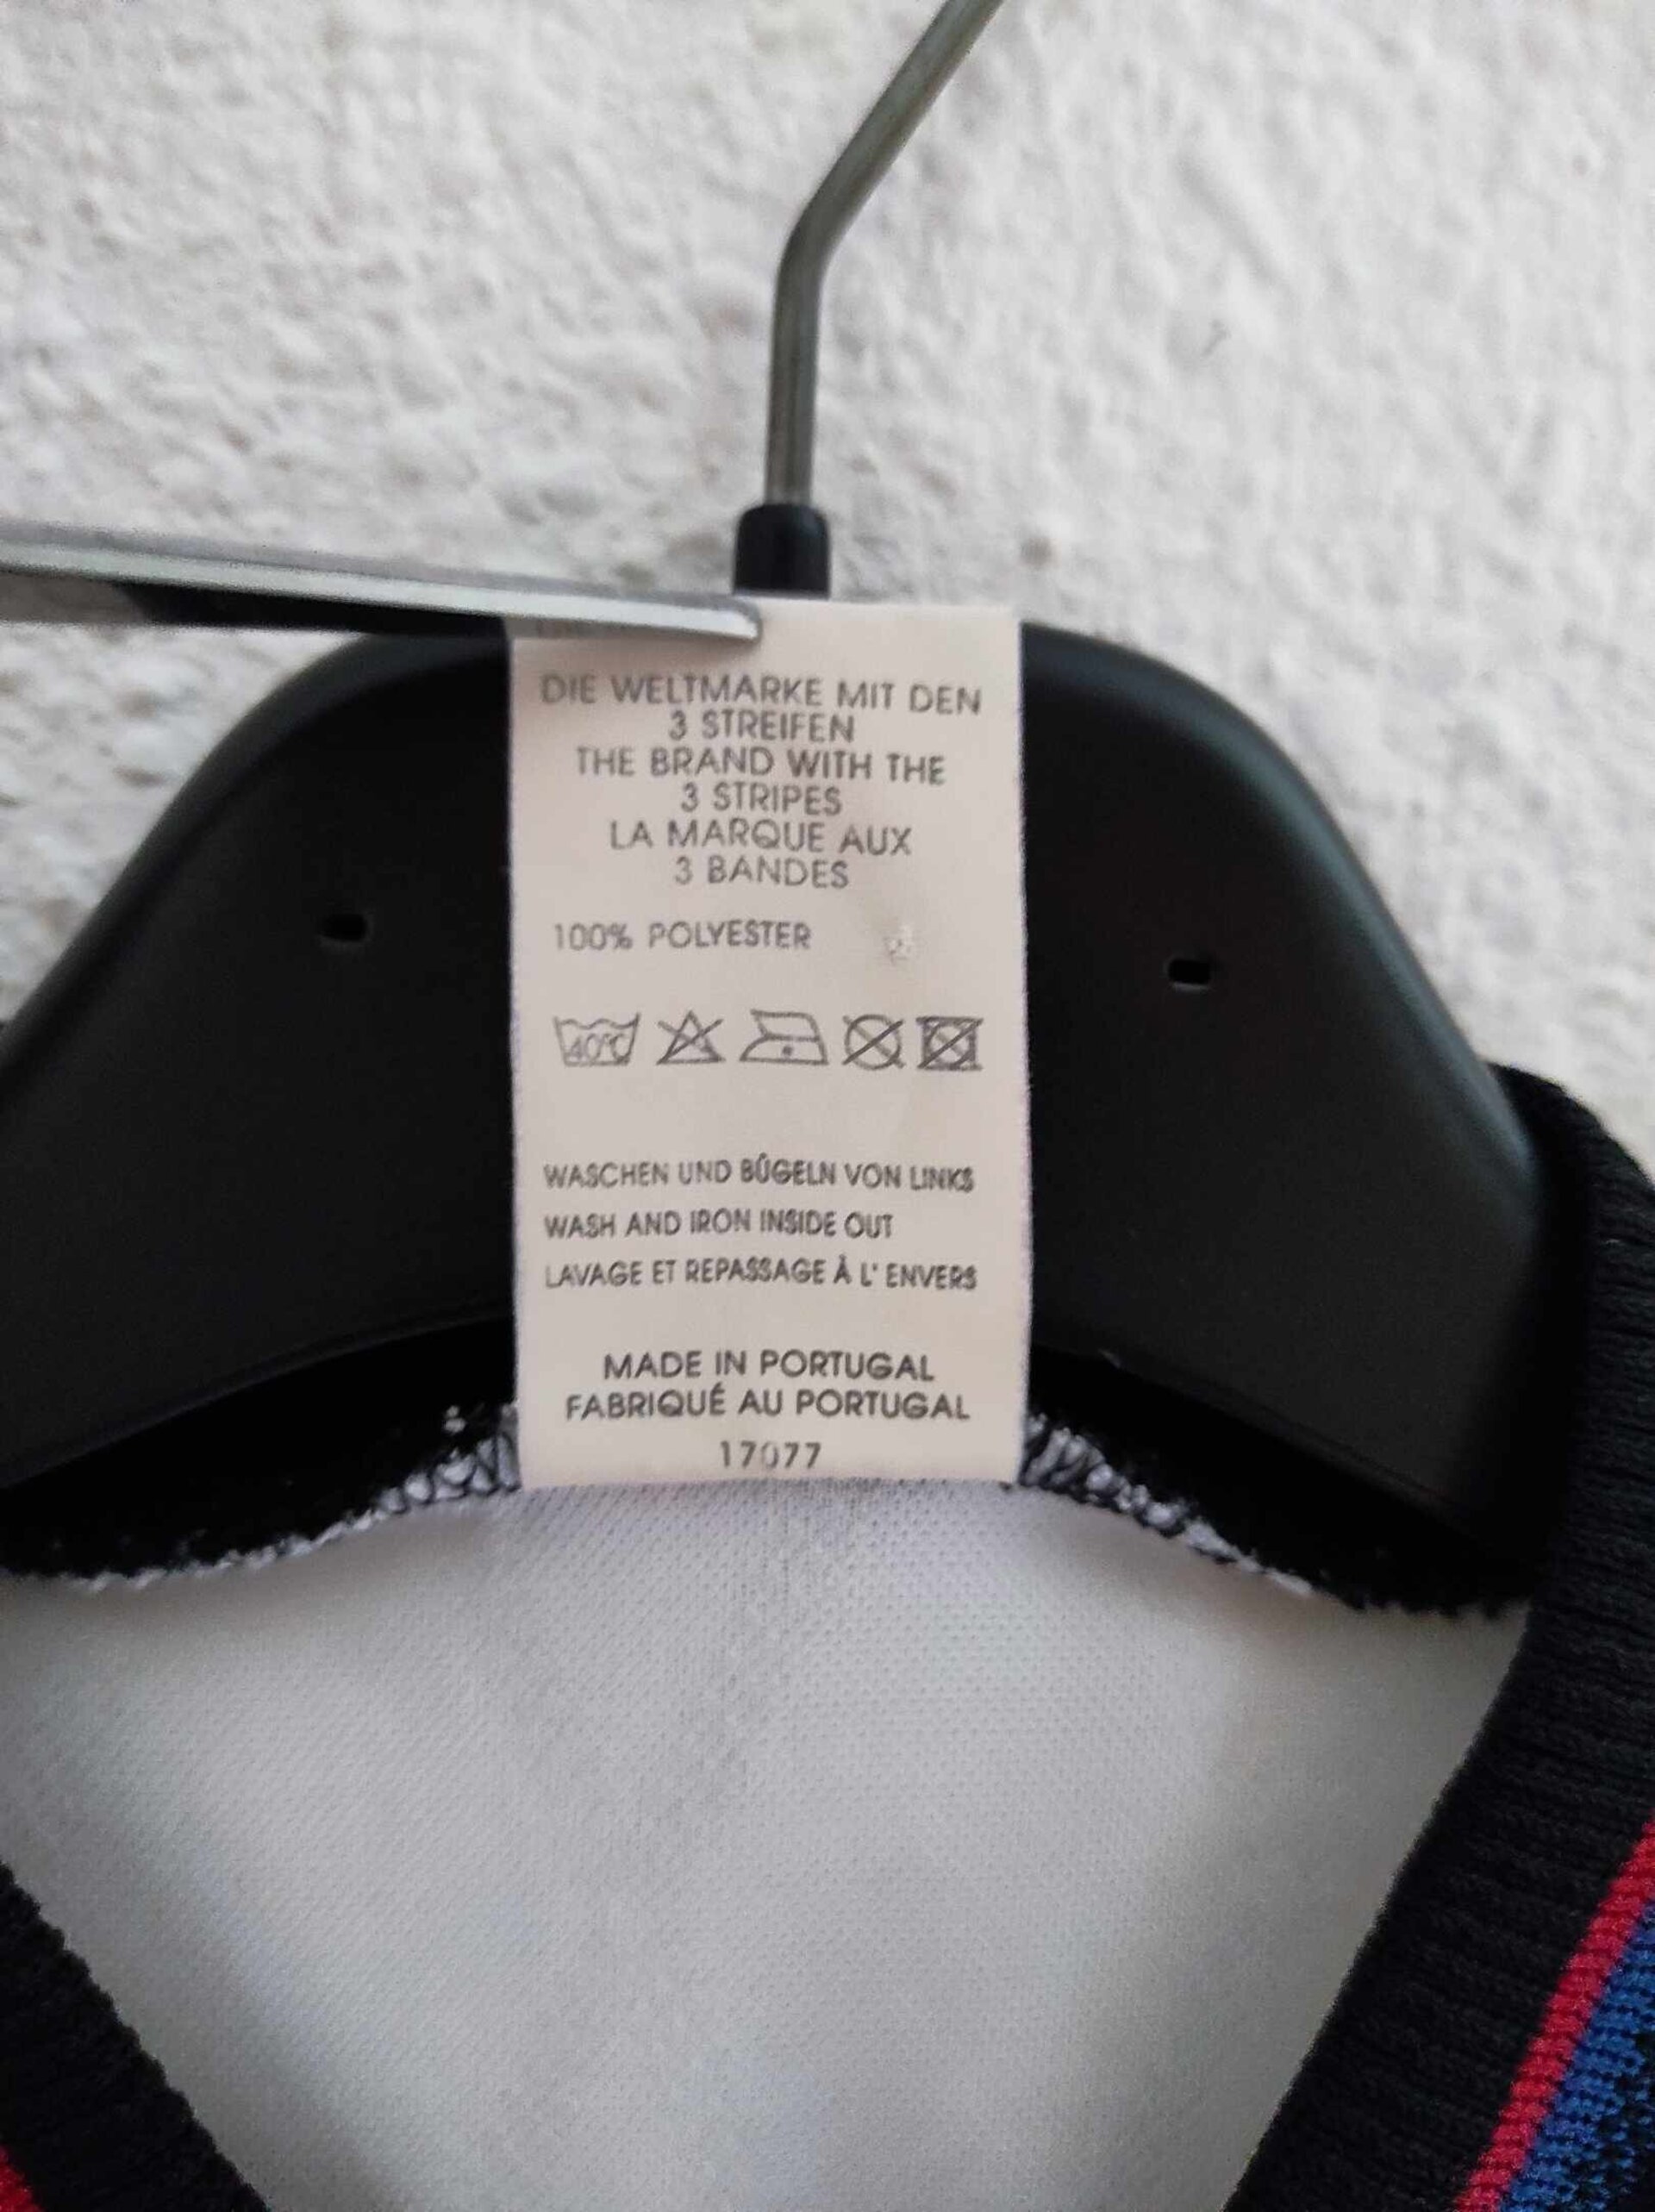 DIE WELTMARKE MIT DEN
3 STREIFEN
THE BRAND WITH THE
3 STRIPES
LA MARQUE AUX
3 BANDES
100% POLYESTER
40°C
WASCHEN UND BÜGELN VON LINKS
WASH AND IRON INSIDE OUT
LAVAGE ET REPASSAGE À L' ENVERS
MADE IN PORTUGAL
FABRIQUÉ AU PORTUGAL
17077